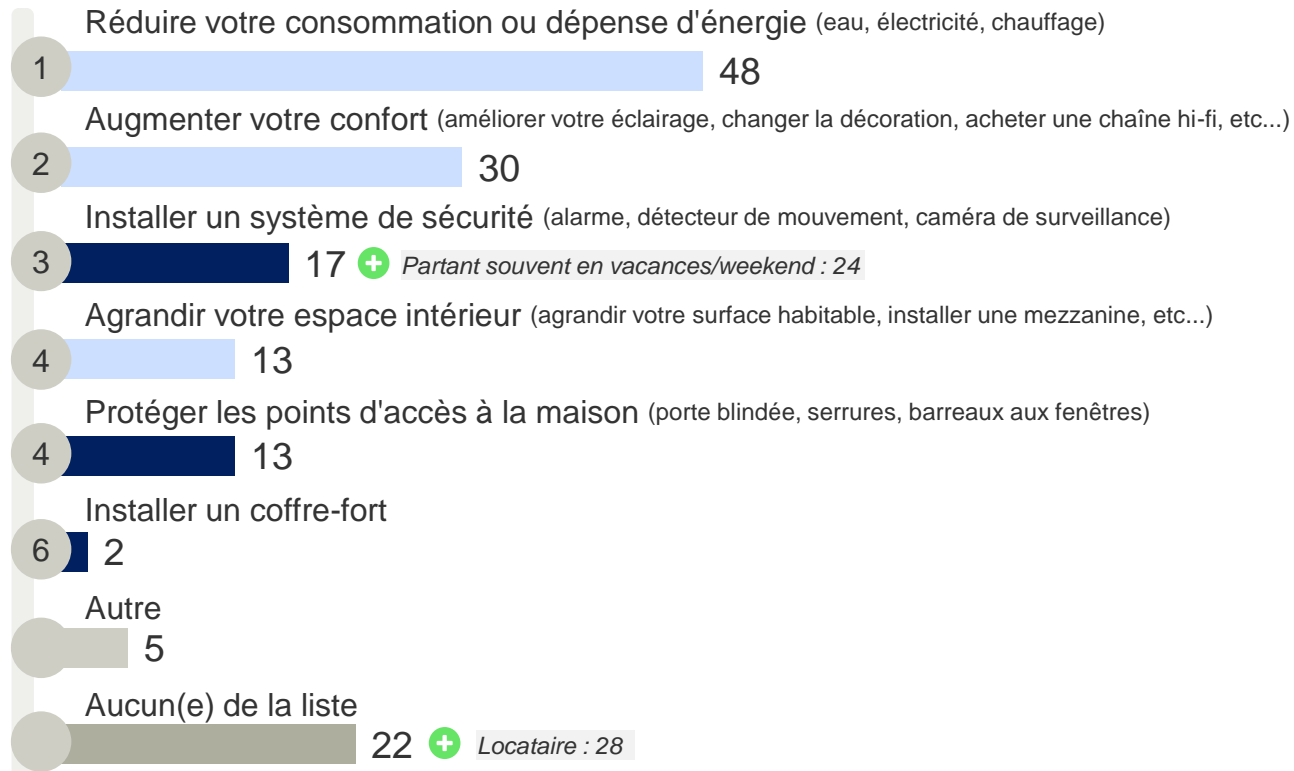 Réduire votre consommation ou dépense d'énergie (eau, électricité, chauffage)
1
48
Augmenter votre confort (améliorer votre éclairage, changer la décoration, acheter une chaîne hi-fi, etc...)
2
30
Installer un système de sécurité (alarme, détecteur de mouvement, caméra de surveillance)
3
17 Partant souvent en vacances/weekend : 24
Agrandir votre espace intérieur (agrandir votre surface habitable, installer une mezzanine, etc...)
4
13
Protéger les points d'accès à la maison (porte blindée, serrures, barreaux aux fenêtres)
4
13
Installer un coffre-fort
6
2
Autre
5
Aucun(e) de la liste
22 Locataire : 28